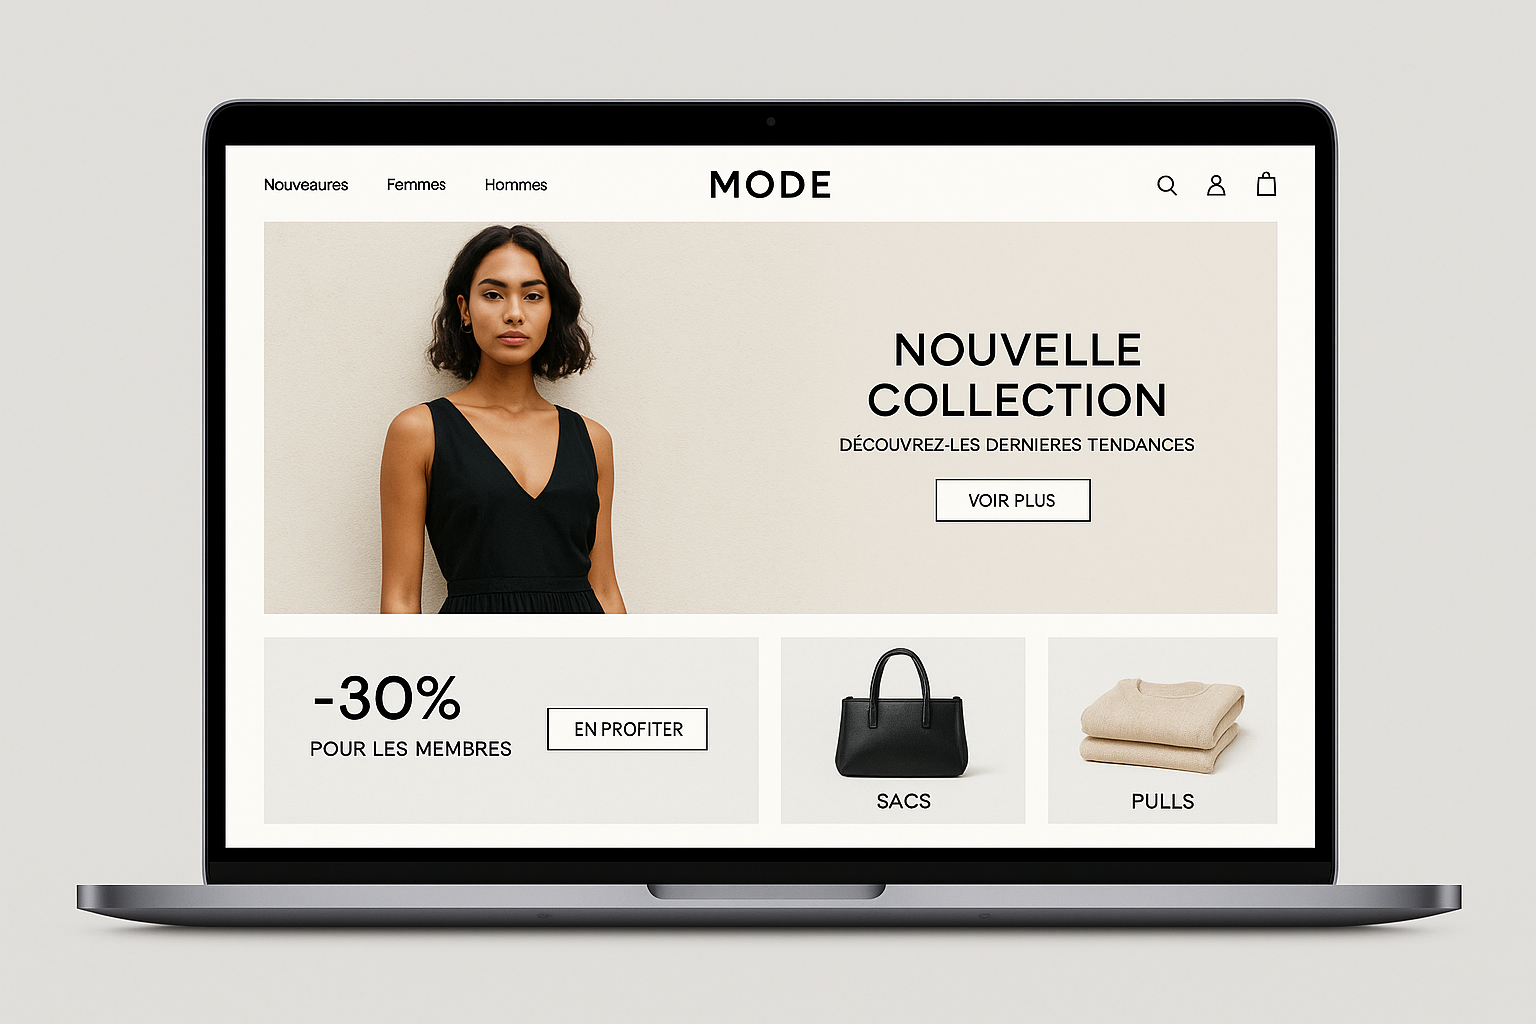 Nouveaures Femmes Hommes MODE
NOUVELLE
COLLECTION
DÉCOUVREZ-LES DERNIERES TENDANCES
VOIR PLUS
-30%
POUR LES MEMBRES
EN PROFITER
SACS
PULLS